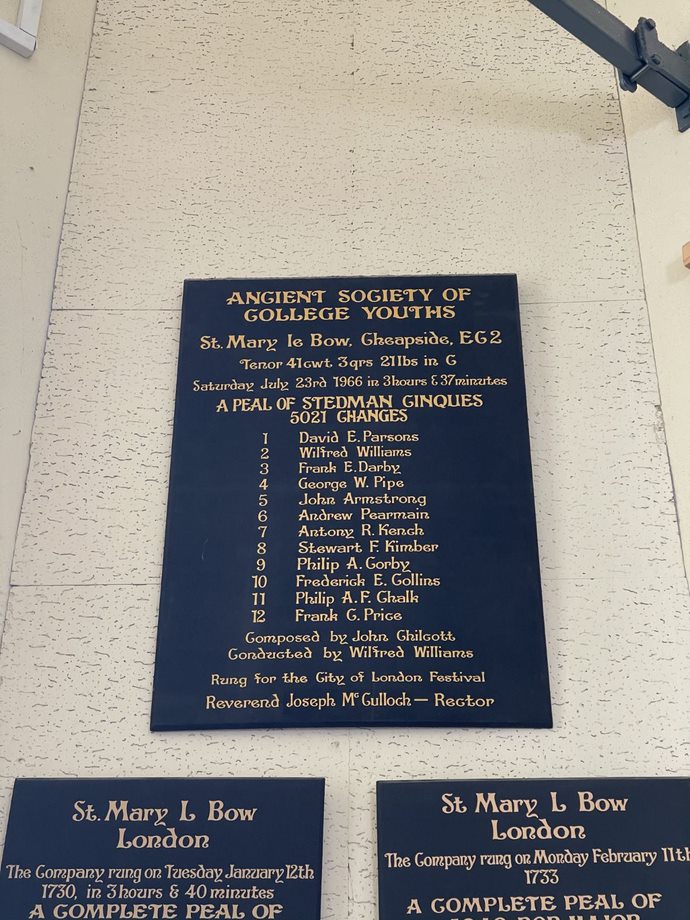 ANCIENT SOCIETY OF
COLLEGE YOUTHS
St. Mary le Bow, Cheapside, EC2
Tenor 41cwt. 3qrs 21lbs in C
Saturday July 23rd 1966 in 3hours & 37minutes
A PEAL OF STEDMAN CINQUES
5021 CHANGES
1 David E. Parsons
2 Wilfred Williams
3 Frank E. Darby
4 George W. Pipe
5 John Armstrong
6 Andrew Pearmain
7 Antony R. Kench
8 Stewart F. Kimber
9 Philip A. Corby
10 Frederick E. Collins
11 Philip A.F. Chalk
12 Frank C. Price
Composed by John Chilcott
Conducted by Wilfred Williams
Rung for the City of London Festival
Reverend Joseph McCulloch — Rector
St. Mary L Bow
London
The Company rung on Tuesday January 12th
1730, in 3 hours & 40 minutes
A COMPLETE PEAL OF
St Mary L Bow
London
The Company rung on Monday February 11th
1733
A COMPLETE PEAL OF